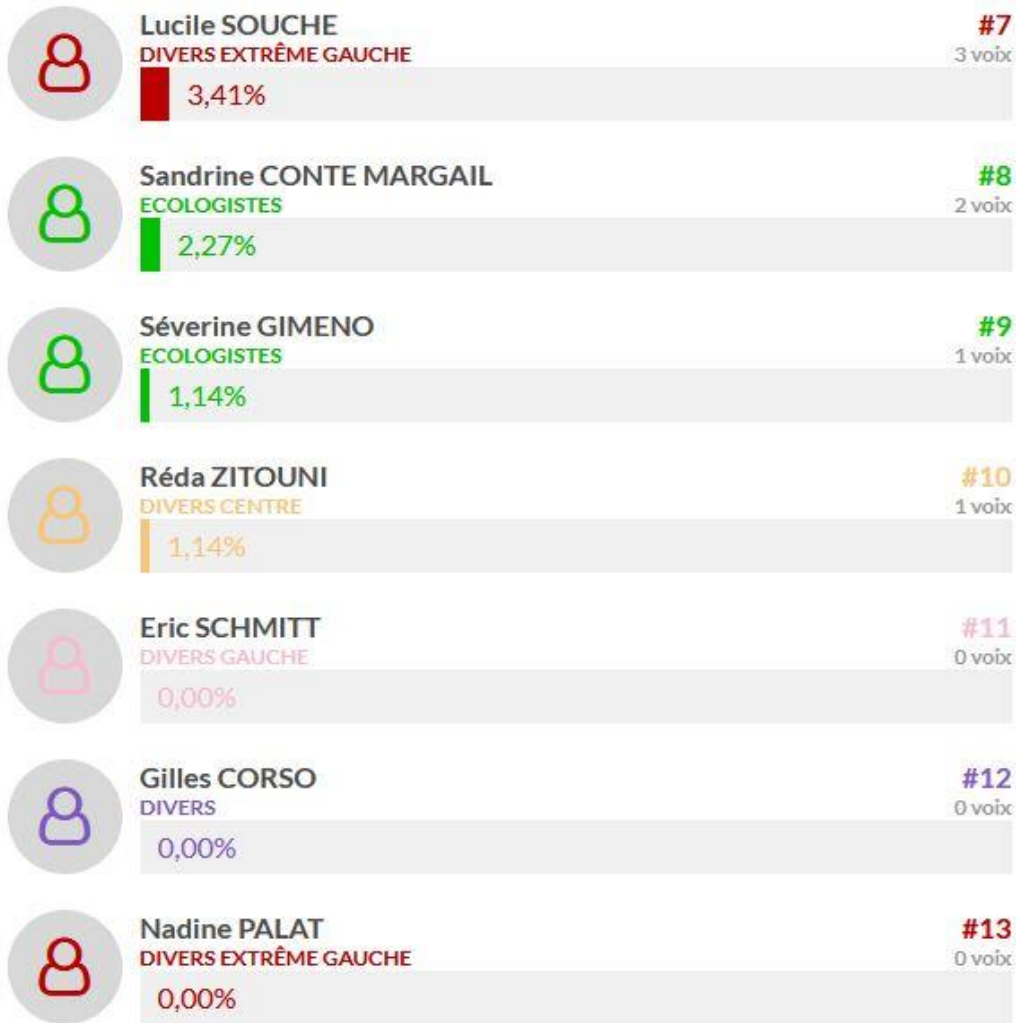 Lucile SOUCHE #7
DIVERS EXTRÊME GAUCHE 3 voix
3,41%
Sandrine CONTE MARGAIL #8
ECOLOGISTES 2 voix
2,27%
Séverine GIMENO #9
ECOLOGISTES 1 voix
1,14%
Réda ZITOUNI #10
DIVERS CENTRE 1 voix
1,14%
Eric SCHMITT #11
DIVERS GAUCHE 0 voix
0,00%
Gilles CORSO #12
DIVERS 0 voix
0,00%
Nadine PALAT #13
DIVERS EXTRÊME GAUCHE 0 voix
0,00%